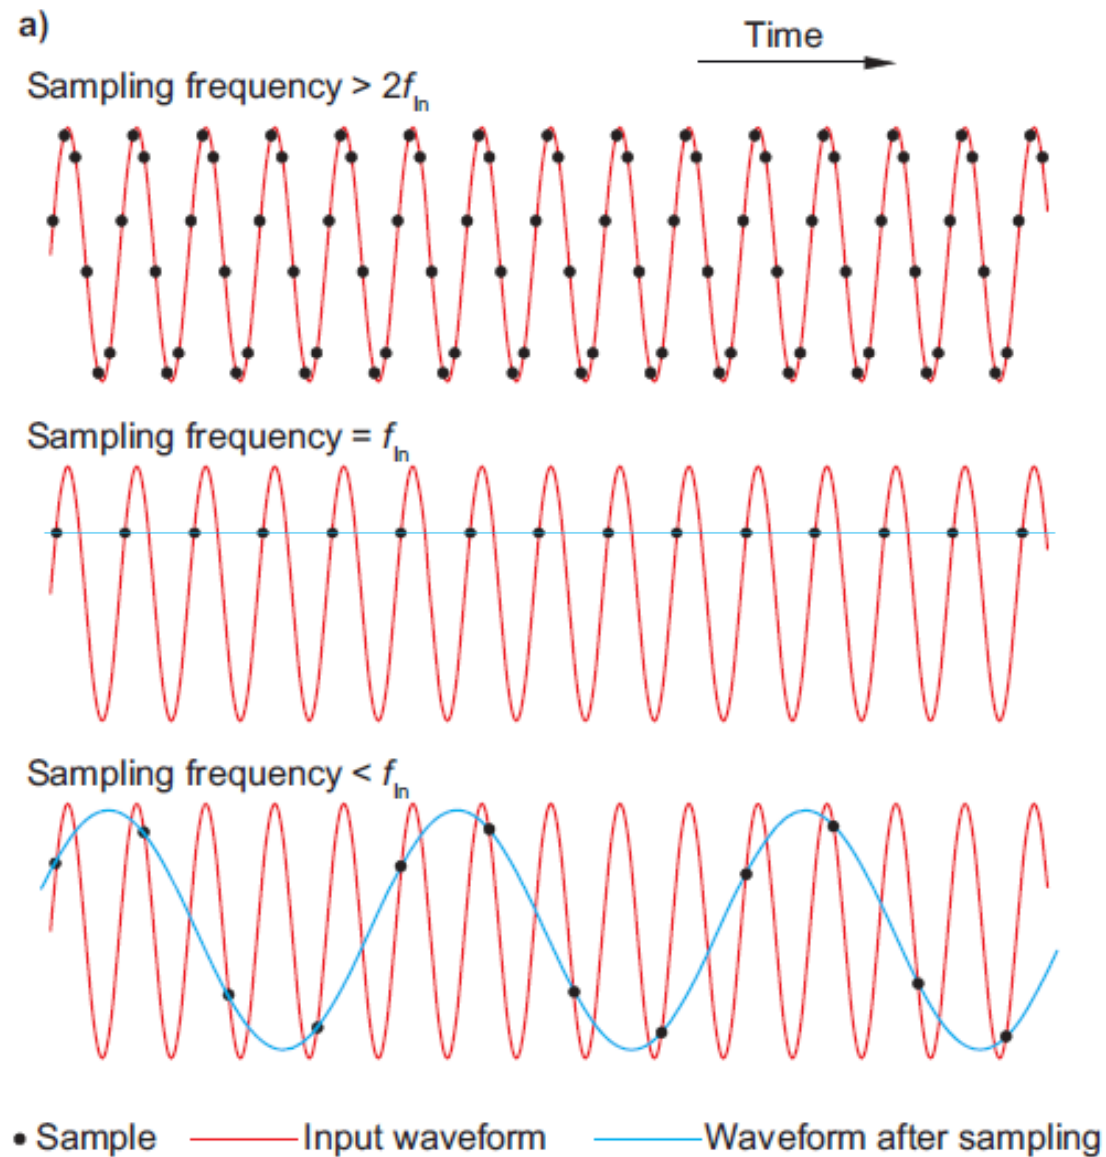 a)
Time
Sampling frequency > 2fIn
Sampling frequency = fIn
Sampling frequency < fIn
Sample Input waveform Waveform after sampling